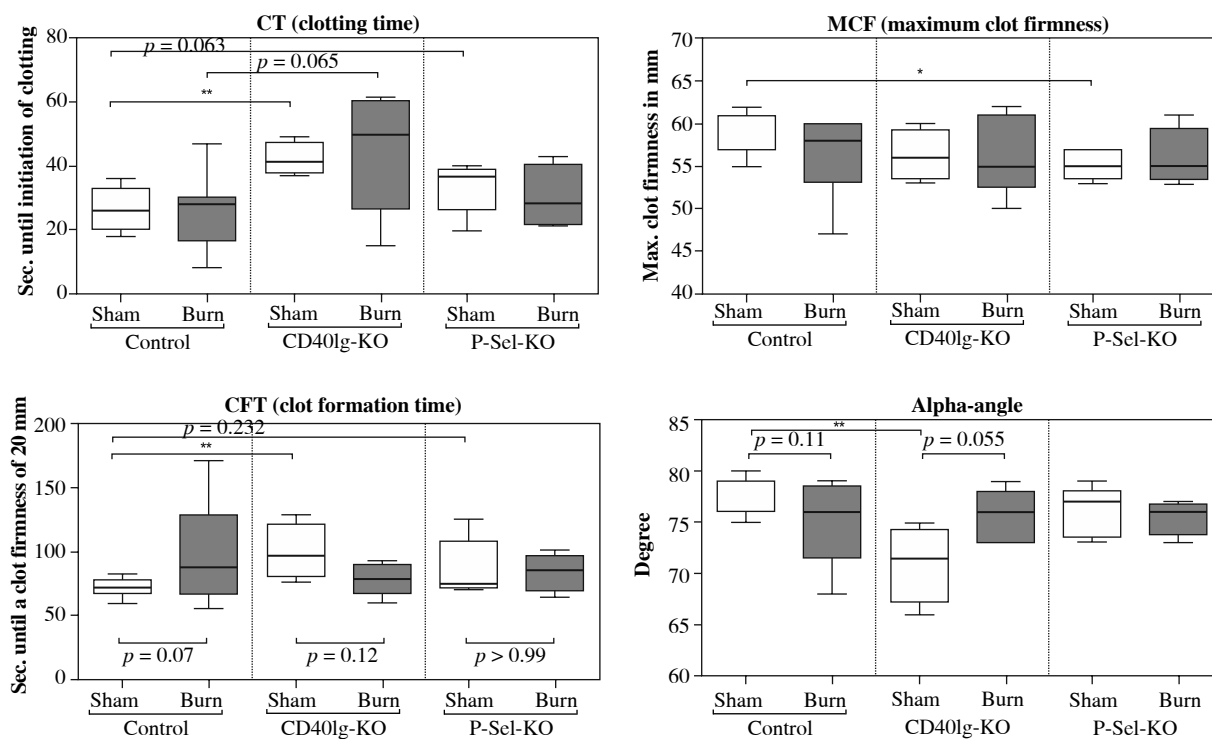 CT (clotting time)
Sec. until initiation of clotting
80
60
40
20
0
p = 0.063
p = 0.065
**
Sham Burn Sham Burn Sham Burn
Control CD40lg-KO P-Sel-KO
MCF (maximum clot firmness)
Max. clot firmness in mm
70
65
60
55
50
45
40
*
Sham Burn Sham Burn Sham Burn
Control CD40lg-KO P-Sel-KO
CFT (clot formation time)
Sec. until a clot firmness of 20 mm
200
150
100
50
0
p = 0.232
**
p = 0.07 p = 0.12 p > 0.99
Sham Burn Sham Burn Sham Burn
Control CD40lg-KO P-Sel-KO
Alpha-angle
Degree
85
80
75
70
65
60
**
p = 0.11 p = 0.055
Sham Burn Sham Burn Sham Burn
Control CD40lg-KO P-Sel-KO